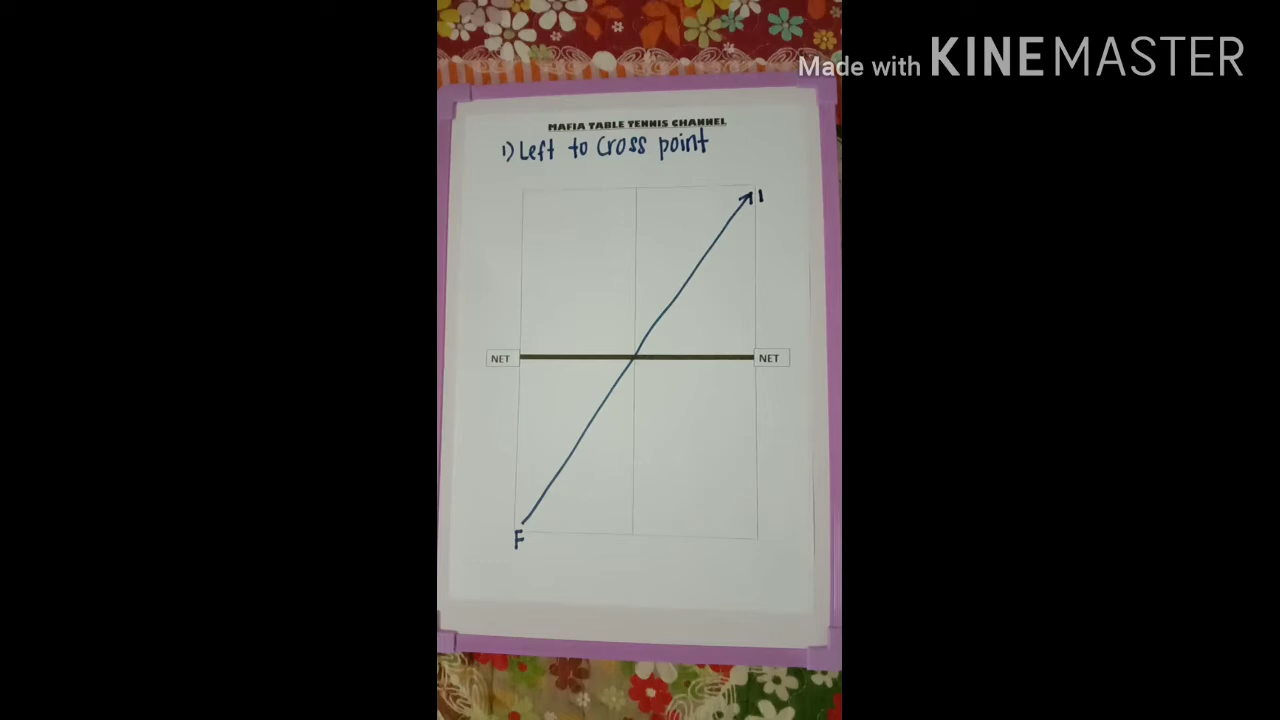 Made with KINEMASTER
MAFIA TABLE TENNIS CHANNEL
1) Left to Cross point
1
NET
NET
F